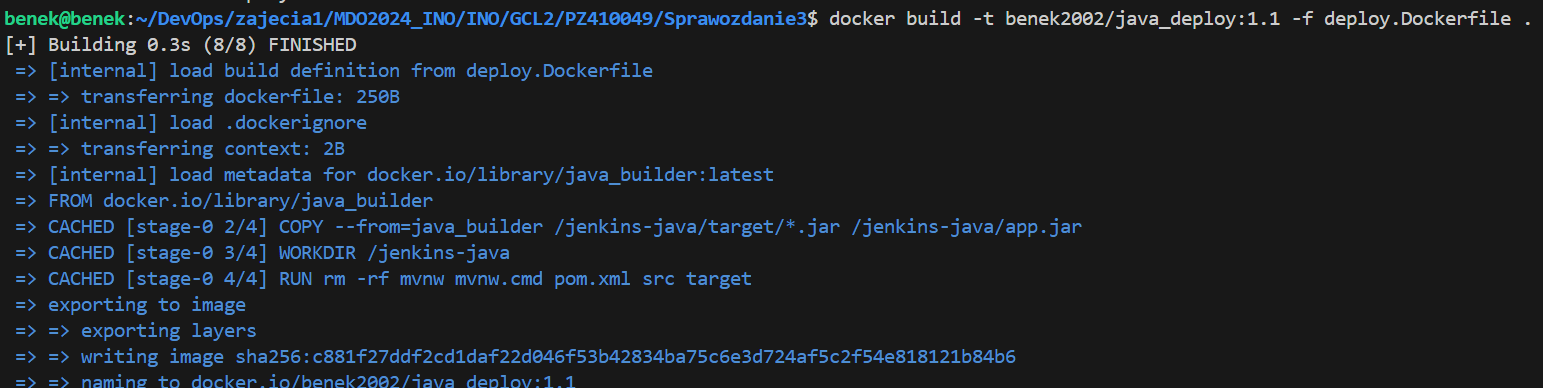 benek@benek:~/DevOps/zajecia1/MDO2024_INO/INO/GCL2/PZ410049/Sprawozdanie3$ docker build -t benek2002/java_deploy:1.1 -f deploy.Dockerfile .
[+] Building 0.3s (8/8) FINISHED
=> [internal] load build definition from deploy.Dockerfile
=> => transferring dockerfile: 250B
=> [internal] load .dockerignore
=> => transferring context: 2B
=> [internal] load metadata for docker.io/library/java_builder:latest
=> FROM docker.io/library/java_builder
=> CACHED [stage-0 2/4] COPY --from=java_builder /jenkins-java/target/*.jar /jenkins-java/app.jar
=> CACHED [stage-0 3/4] WORKDIR /jenkins-java
=> CACHED [stage-0 4/4] RUN rm -rf mvnw mvnw.cmd pom.xml src target
=> exporting to image
=> => exporting layers
=> => writing image sha256:c881f27ddf2cd1daf22d046f53b42834ba75c6e3d724af5c2f54e818121b84b6
=> => naming to docker.io/benek2002/java_deploy:1.1